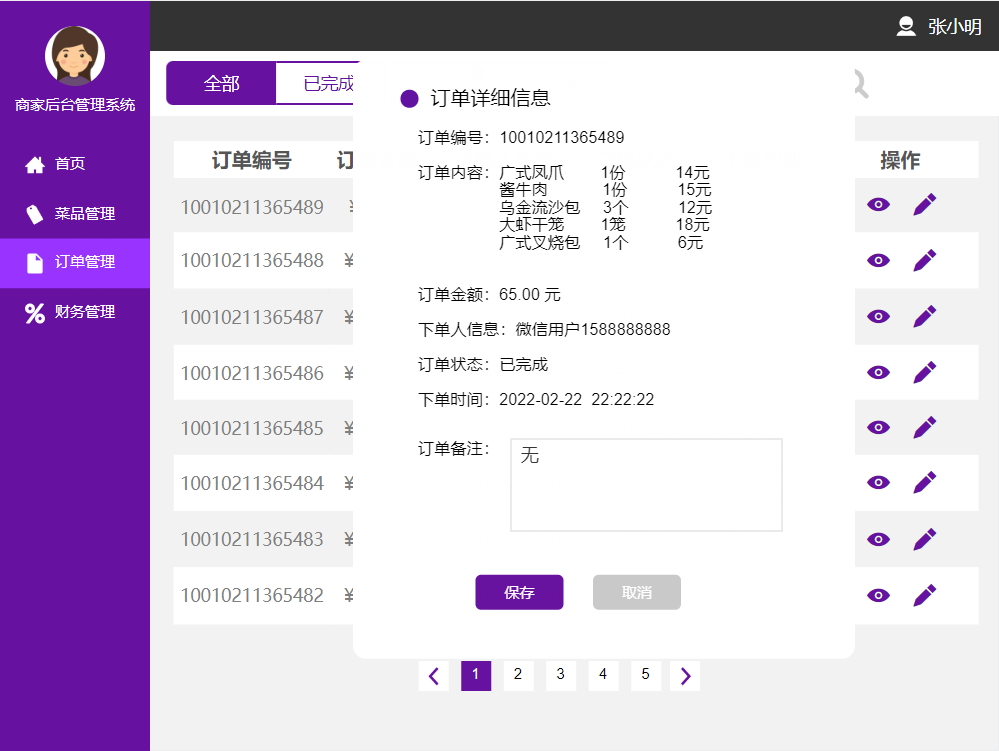 张小明
商家后台管理系统
首页
菜品管理
订单管理
财务管理
全部
已完成
订单编号
订
操作
10010211365489 ¥
10010211365488 ¥
10010211365487 ¥
10010211365486 ¥
10010211365485 ¥
10010211365484 ¥
10010211365483 ¥
10010211365482 ¥
订单详细信息
订单编号：10010211365489
订单内容：广式凤爪 1份 14元
酱牛肉 1份 15元
乌金流沙包 3个 12元
大虾干笼 1笼 18元
广式叉烧包 1个 6元
订单金额：65.00 元
下单人信息：微信用户1588888888
订单状态：已完成
下单时间：2022-02-22 22:22:22
订单备注：
无
保存 取消
1 2 3 4 5